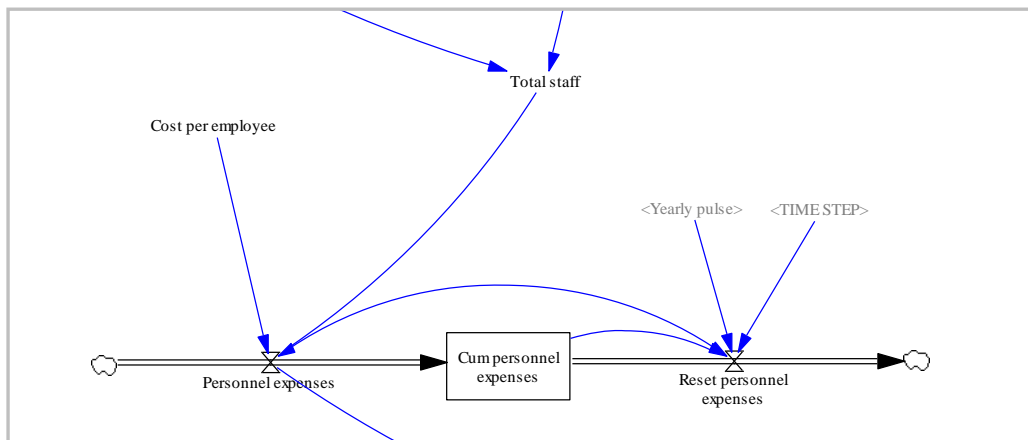 Total staff
Cost per employee
<Yearly pulse>
<TIME STEP>
Cum personnel
expenses
Personnel expenses
Reset personnel
expenses